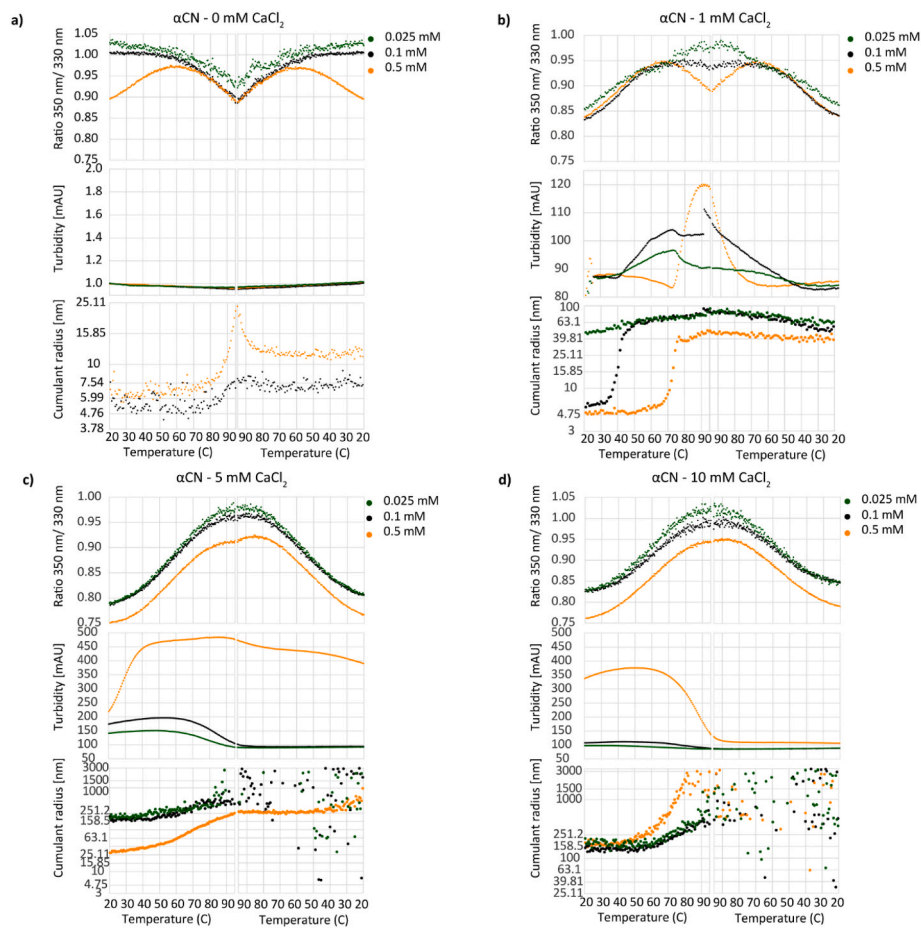 a)
αCN - 0 mM CaCl2
0.025 mM
0.1 mM
0.5 mM
Ratio 350 nm/ 330 nm
1.05
1.00
0.95
0.90
0.85
0.80
0.75
Turbidity [mAU]
2.0
1.8
1.6
1.4
1.2
1.0
Cumulant radius [nm]
25.11
15.85
10
7.54
5.99
4.76
3.78
20 30 40 50 60 70 80 90 90 80 70 60 50 40 30 20
Temperature (C) Temperature (C)
b)
αCN - 1 mM CaCl2
0.025 mM
0.1 mM
0.5 mM
Ratio 350 nm/ 330 nm
1.05
1.00
0.95
0.90
0.85
0.80
0.75
Turbidity [mAU]
120
110
100
90
80
Cumulant radius [nm]
100
63.1
39.81
25.11
15.85
10
4.75
3
20 30 40 50 60 70 80 90 90 80 70 60 50 40 30 20
Temperature (C) Temperature (C)
c)
αCN - 5 mM CaCl2
0.025 mM
0.1 mM
0.5 mM
Ratio 350 nm/ 330 nm
1.00
0.95
0.90
0.85
0.80
0.75
Turbidity [mAU]
500
450
400
350
300
250
200
150
100
50
Cumulant radius [nm]
3000
1500
1000
251.2
158.5
63.1
25.11
15.85
10
4.75
3
20 30 40 50 60 70 80 90 90 80 70 60 50 40 30 20
Temperature (C) Temperature (C)
d)
αCN - 10 mM CaCl2
0.025 mM
0.1 mM
0.5 mM
Ratio 350 nm/ 330 nm
1.05
1.00
0.95
0.90
0.85
0.80
0.75
Turbidity [mAU]
500
450
400
350
300
250
200
150
100
50
Cumulant radius [nm]
3000
1500
1000
251.2
158.5
100
63.1
39.81
25.11
20 30 40 50 60 70 80 90 90 80 70 60 50 40 30 20
Temperature (C) Temperature (C)